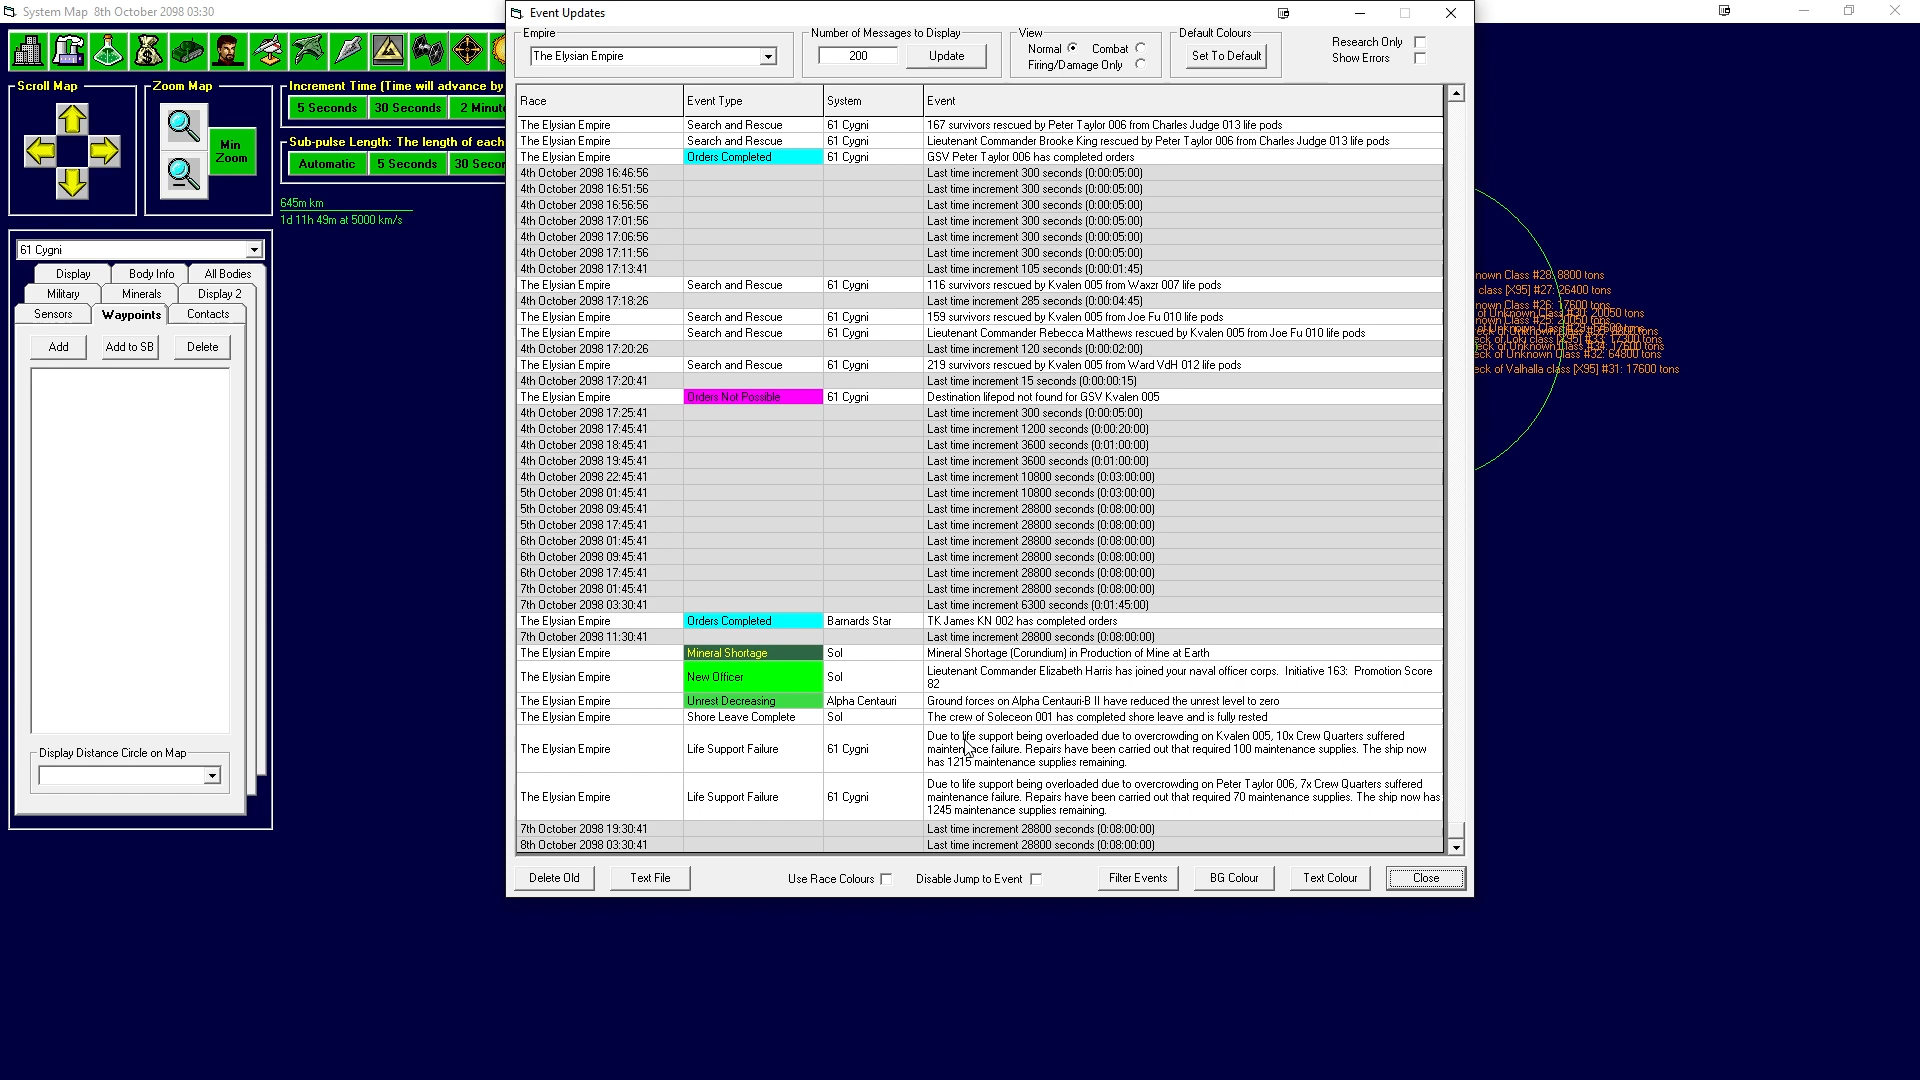 System Map  8th October 2098 03:30
Scroll Map
Zoom Map
Min Zoom
Increment Time (Time will advance by
5 Seconds 30 Seconds 2 Minut
Sub-pulse Length: The length of each
Automatic 5 Seconds 30 Secon
645m km
1d 11h 49m at 5000 km/s
61 Cygni
Display Body Info All Bodies
Military Minerals Display 2
Sensors Waypoints Contacts
Add Add to SB Delete
Display Distance Circle on Map
Event Updates
Empire
The Elysian Empire
Number of Messages to Display
200 Update
View
Normal Combat
Firing/Damage Only
Default Colours
Set To Default
Research Only
Show Errors
Race Event Type System Event
The Elysian Empire Search and Rescue 61 Cygni 167 survivors rescued by Peter Taylor 006 from Charles Judge 013 life pods
The Elysian Empire Search and Rescue 61 Cygni Lieutenant Commander Brooke King rescued by Peter Taylor 006 from Charles Judge 013 life pods
The Elysian Empire Orders Completed 61 Cygni GSV Peter Taylor 006 has completed orders
4th October 2098 16:46:56 Last time increment 300 seconds (0:00:05:00)
4th October 2098 16:51:56 Last time increment 300 seconds (0:00:05:00)
4th October 2098 16:56:56 Last time increment 300 seconds (0:00:05:00)
4th October 2098 17:01:56 Last time increment 300 seconds (0:00:05:00)
4th October 2098 17:06:56 Last time increment 300 seconds (0:00:05:00)
4th October 2098 17:11:56 Last time increment 300 seconds (0:00:05:00)
4th October 2098 17:13:41 Last time increment 105 seconds (0:00:01:45)
The Elysian Empire Search and Rescue 61 Cygni 116 survivors rescued by Kvalen 005 from Waxzr 007 life pods
4th October 2098 17:18:26 Last time increment 285 seconds (0:00:04:45)
The Elysian Empire Search and Rescue 61 Cygni 159 survivors rescued by Kvalen 005 from Joe Fu 010 life pods
The Elysian Empire Search and Rescue 61 Cygni Lieutenant Commander Rebecca Matthews rescued by Kvalen 005 from Joe Fu 010 life pods
4th October 2098 17:20:26 Last time increment 120 seconds (0:00:02:00)
The Elysian Empire Search and Rescue 61 Cygni 219 survivors rescued by Kvalen 005 from Ward VdH 012 life pods
4th October 2098 17:20:41 Last time increment 15 seconds (0:00:00:15)
The Elysian Empire Orders Not Possible 61 Cygni Destination lifepod not found for GSV Kvalen 005
4th October 2098 17:25:41 Last time increment 300 seconds (0:00:05:00)
4th October 2098 17:45:41 Last time increment 1200 seconds (0:00:20:00)
4th October 2098 18:45:41 Last time increment 3600 seconds (0:01:00:00)
4th October 2098 19:45:41 Last time increment 3600 seconds (0:01:00:00)
4th October 2098 22:45:41 Last time increment 10800 seconds (0:03:00:00)
5th October 2098 01:45:41 Last time increment 10800 seconds (0:03:00:00)
5th October 2098 09:45:41 Last time increment 28800 seconds (0:08:00:00)
5th October 2098 17:45:41 Last time increment 28800 seconds (0:08:00:00)
6th October 2098 01:45:41 Last time increment 28800 seconds (0:08:00:00)
6th October 2098 09:45:41 Last time increment 28800 seconds (0:08:00:00)
6th October 2098 17:45:41 Last time increment 28800 seconds (0:08:00:00)
7th October 2098 01:45:41 Last time increment 28800 seconds (0:08:00:00)
7th October 2098 03:30:41 Last time increment 6300 seconds (0:01:45:00)
The Elysian Empire Orders Completed Barnards Star TK James KN 002 has completed orders
7th October 2098 11:30:41 Last time increment 28800 seconds (0:08:00:00)
The Elysian Empire Mineral Shortage Sol Mineral Shortage (Corundium) in Production of Mine at Earth
The Elysian Empire New Officer Sol Lieutenant Commander Elizabeth Harris has joined your naval officer corps.  Initiative 163:  Promotion Score
82
The Elysian Empire Unrest Decreasing Alpha Centauri Ground forces on Alpha Centauri-B II have reduced the unrest level to zero
The Elysian Empire Shore Leave Complete Sol The crew of Soleceon 001 has completed shore leave and is fully rested
The Elysian Empire Life Support Failure 61 Cygni Due to life support being overloaded due to overcrowding on Kvalen 005, 10x Crew Quarters suffered
maintenance failure. Repairs have been carried out that required 100 maintenance supplies. The ship now
has 1215 maintenance supplies remaining.
The Elysian Empire Life Support Failure 61 Cygni Due to life support being overloaded due to overcrowding on Peter Taylor 006, 7x Crew Quarters suffered
maintenance failure. Repairs have been carried out that required 70 maintenance supplies. The ship now has
1245 maintenance supplies remaining.
7th October 2098 19:30:41 Last time increment 28800 seconds (0:08:00:00)
8th October 2098 03:30:41 Last time increment 28800 seconds (0:08:00:00)
Delete Old Text File Use Race Colours Disable Jump to Event Filter Events BG Colour Text Colour Close
nown Class #28: 8800 tons
class [X95] #27: 26400 tons
nown Class #26: 17600 tons
of Unknown Class #30: 20050 tons
eck of Unknown Class #34: 17600 tons
eck of Unknown Class #32: 64800 tons
eck of Valhalla class [X95] #31: 17600 tons